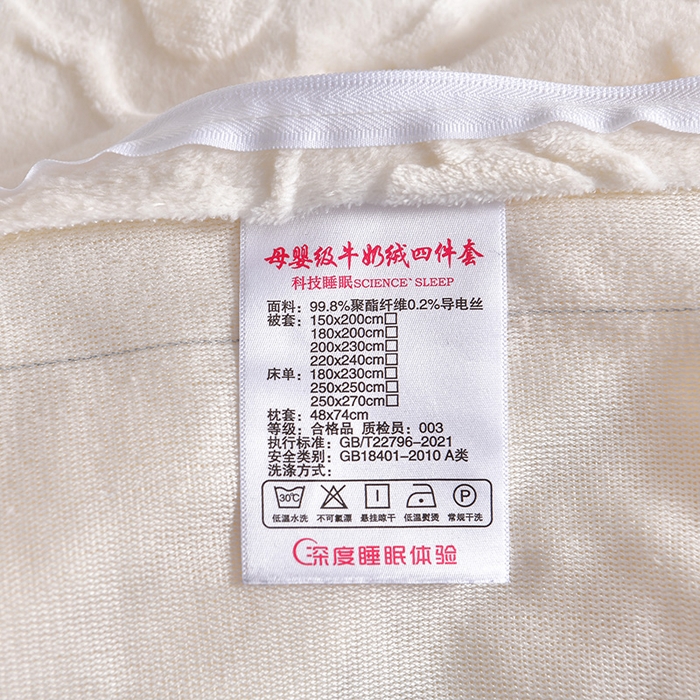 母婴级牛奶绒四件套
科技睡眠SCIENCE`SLEEP
面料：99.8%聚酯纤维0.2%导电丝
被套：150x200cm□
180x200cm□
200x230cm□
220x240cm□
床单：180x230cm□
250x250cm□
250x270cm□
枕套：48x74cm
等级：合格品 质检员：003
执行标准：GB/T22796-2021
安全类别：GB18401-2010 A类
洗涤方式：
30℃ P
低温水洗 不可氯漂 悬挂晾干 低温熨烫 常规干洗
深度睡眠体验